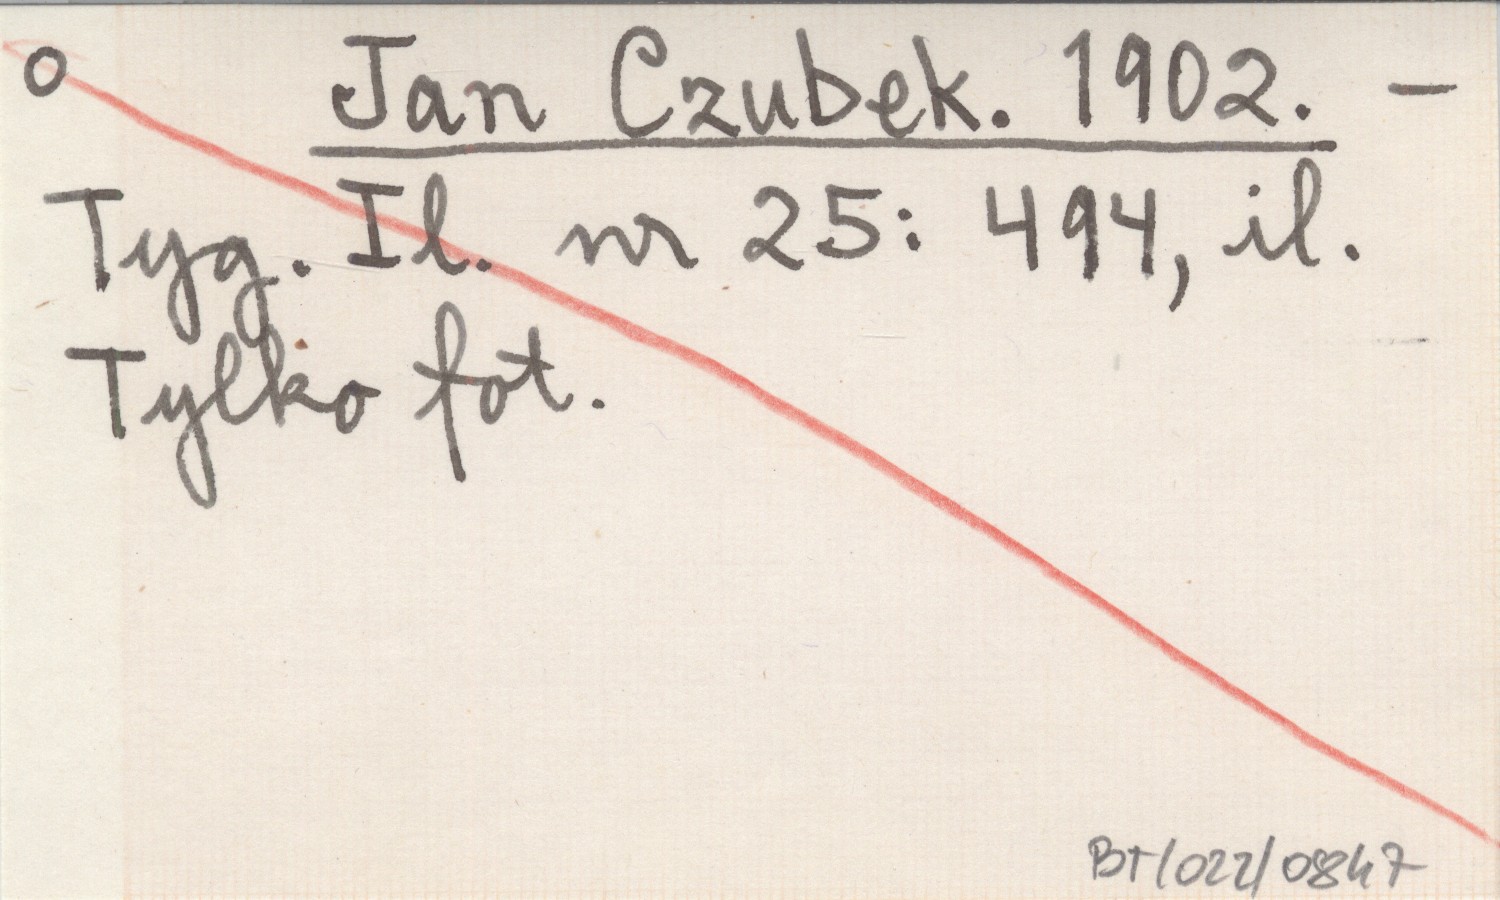 o Jan Czubek. 1902. –
Tyg. Il. nr 25: 494, il.
Tylko fot.
BT/022/0847